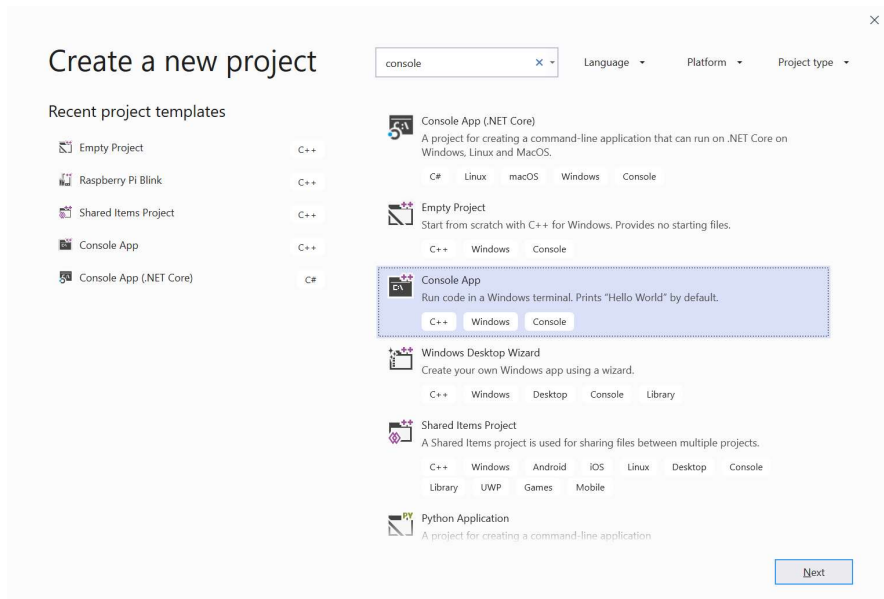 Create a new project
console
Language
Platform
Project type
Recent project templates
Empty Project C++
Raspberry Pi Blink C++
Shared Items Project C++
Console App C++
Console App (.NET Core) C#
Console App (.NET Core)
A project for creating a command-line application that can run on .NET Core on
Windows, Linux and MacOS.
C# Linux macOS Windows Console
Empty Project
Start from scratch with C++ for Windows. Provides no starting files.
C++ Windows Console
Console App
Run code in a Windows terminal. Prints "Hello World" by default.
C++ Windows Console
Windows Desktop Wizard
Create your own Windows app using a wizard.
C++ Windows Desktop Console Library
Shared Items Project
A Shared Items project is used for sharing files between multiple projects.
C++ Windows Android iOS Linux Desktop Console
Library UWP Games Mobile
Python Application
A project for creating a command-line application
Next